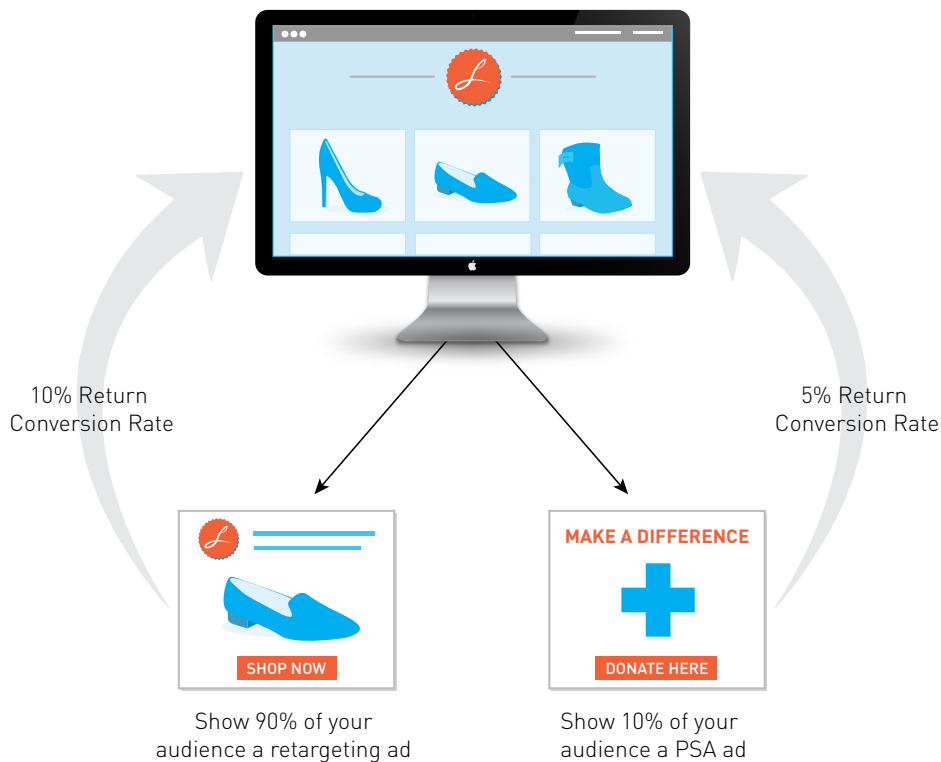 L
10% Return
Conversion Rate
5% Return
Conversion Rate
L
SHOP NOW
MAKE A DIFFERENCE
DONATE HERE
Show 90% of your
audience a retargeting ad
Show 10% of your
audience a PSA ad